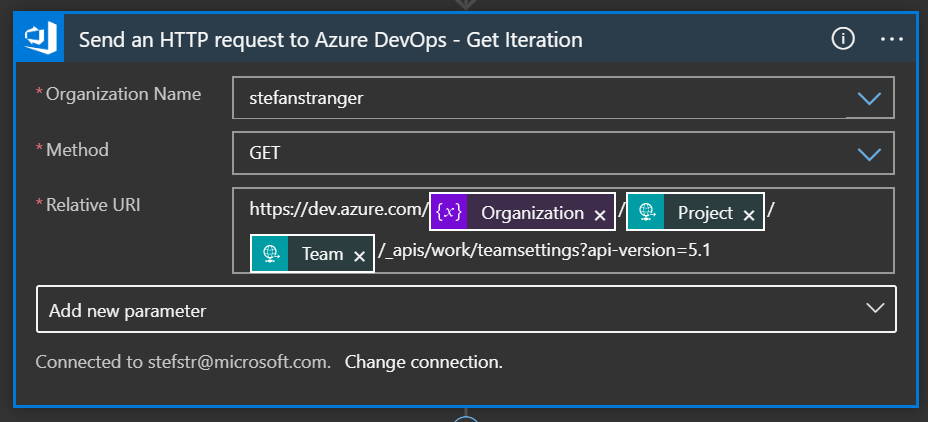 Send an HTTP request to Azure DevOps - Get Iteration
* Organization Name
stefanstranger
* Method
GET
* Relative URI
https://dev.azure.com/ {x} Organization × / Project × /
Team × /_apis/work/teamsettings?api-version=5.1
Add new parameter
Connected to stefstr@microsoft.com. Change connection.